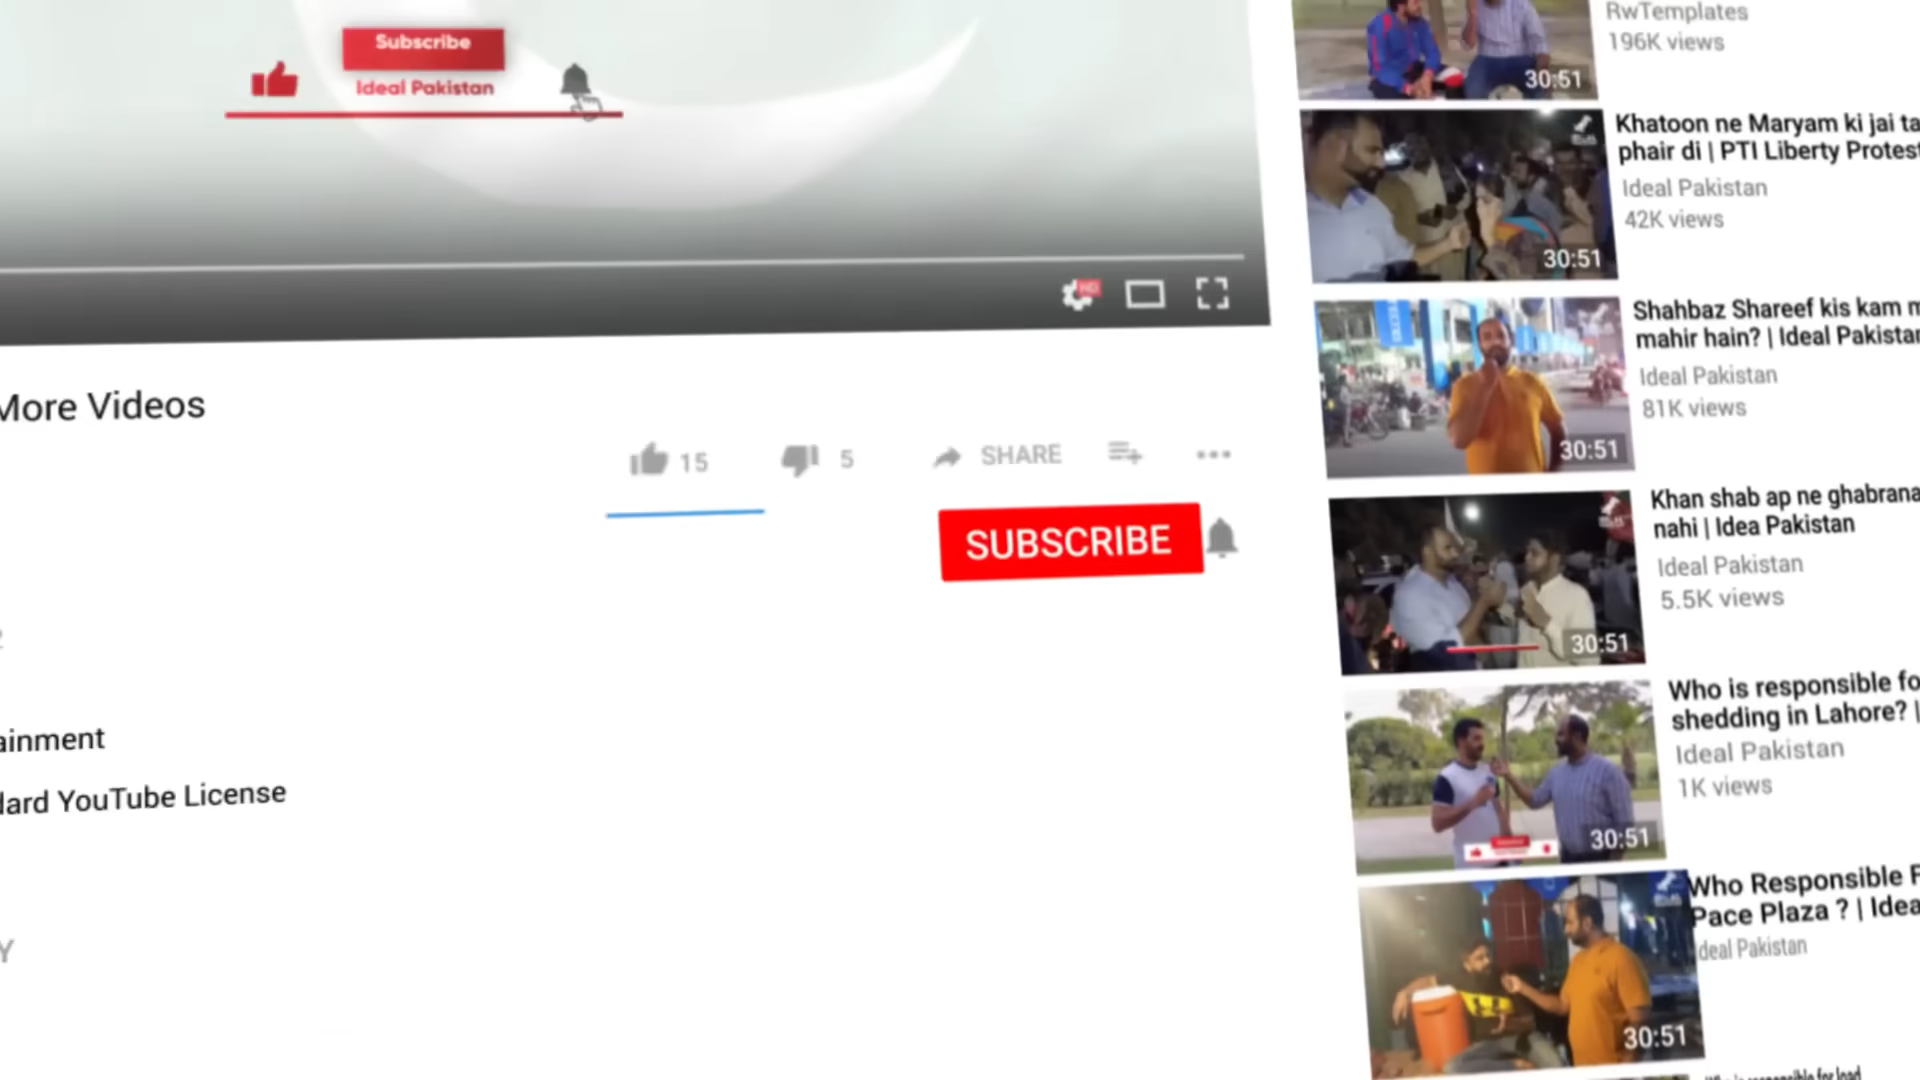 Subscribe
Ideal Pakistan
HD
More Videos
15
5
SHARE
SUBSCRIBE
ainment
dard YouTube License
Y
RwTemplates
196K views
30:51
Khatoon ne Maryam ki jai ta
phair di | PTI Liberty Protest
Ideal Pakistan
42K views
30:51
Shahbaz Shareef kis kam m
mahir hain? | Ideal Pakistan
Ideal Pakistan
81K views
30:51
Khan shab ap ne ghabrana
nahi | Idea Pakistan
Ideal Pakistan
5.5K views
30:51
Who is responsible fo
shedding in Lahore? |
Ideal Pakistan
1K views
30:51
Who Responsible F
Pace Plaza ? | Idea
deal Pakistan
30:51